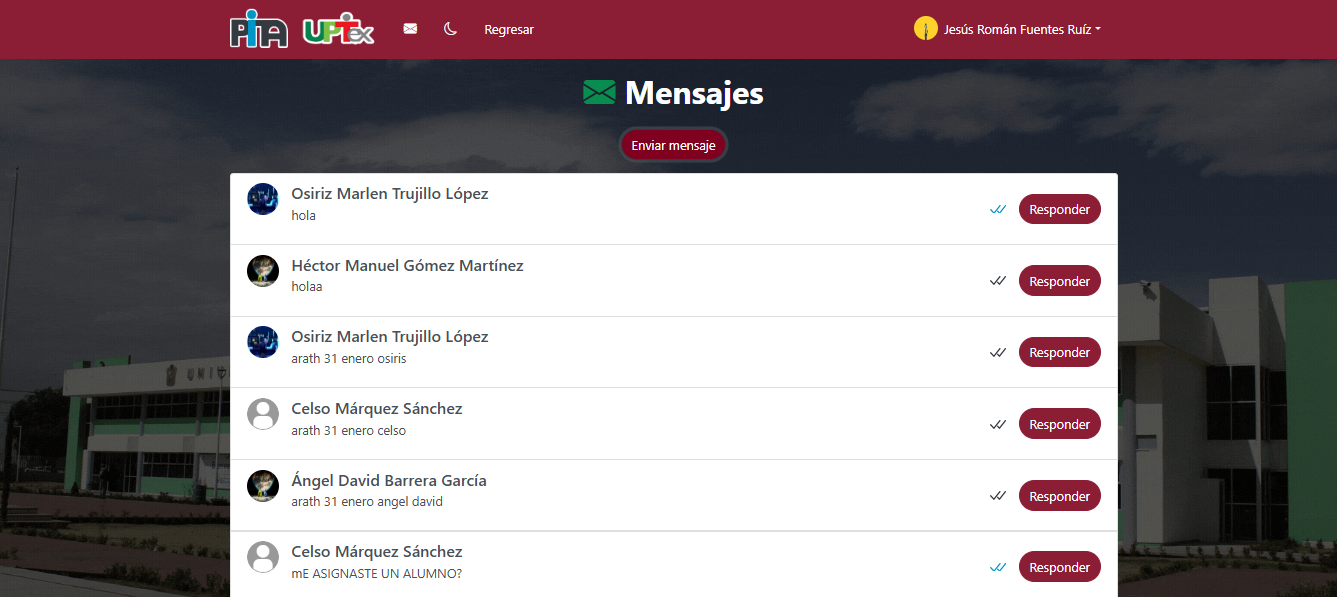 PIA UPTex Regresar Jesús Román Fuentes Ruíz
Mensajes
Enviar mensaje
Osiriz Marlen Trujillo López
hola
Responder
Héctor Manuel Gómez Martínez
holaa
Responder
Osiriz Marlen Trujillo López
arath 31 enero osiris
Responder
Celso Márquez Sánchez
arath 31 enero celso
Responder
Ángel David Barrera García
arath 31 enero angel david
Responder
Celso Márquez Sánchez
mE ASIGNASTE UN ALUMNO?
Responder